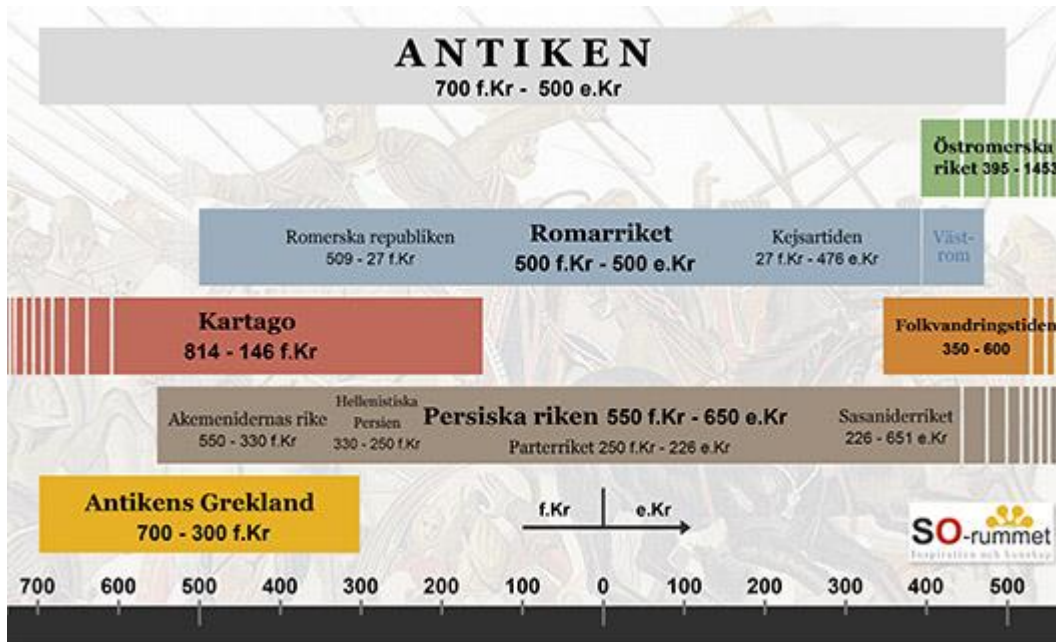 ANTIKEN
700 f.Kr - 500 e.Kr
Östromerska
riket 395 - 1453
Romerska republiken
509 - 27 f.Kr
Romarriket
500 f.Kr - 500 e.Kr
Kejsartiden
27 f.Kr - 476 e.Kr
Väst-
rom
Kartago
814 - 146 f.Kr
Folkvandringstiden
350 - 600
Akemenidernas rike
550 - 330 f.Kr
Hellenistiska
Persien
330 - 250 f.Kr
Persiska riken 550 f.Kr - 650 e.Kr
Parterriket 250 f.Kr - 226 e.Kr
Sasaniderriket
226 - 651 e.Kr
Antikens Grekland
700 - 300 f.Kr
f.Kr e.Kr
SO-rummet
Inspiration och kunskap
700 600 500 400 300 200 100 0 100 200 300 400 500